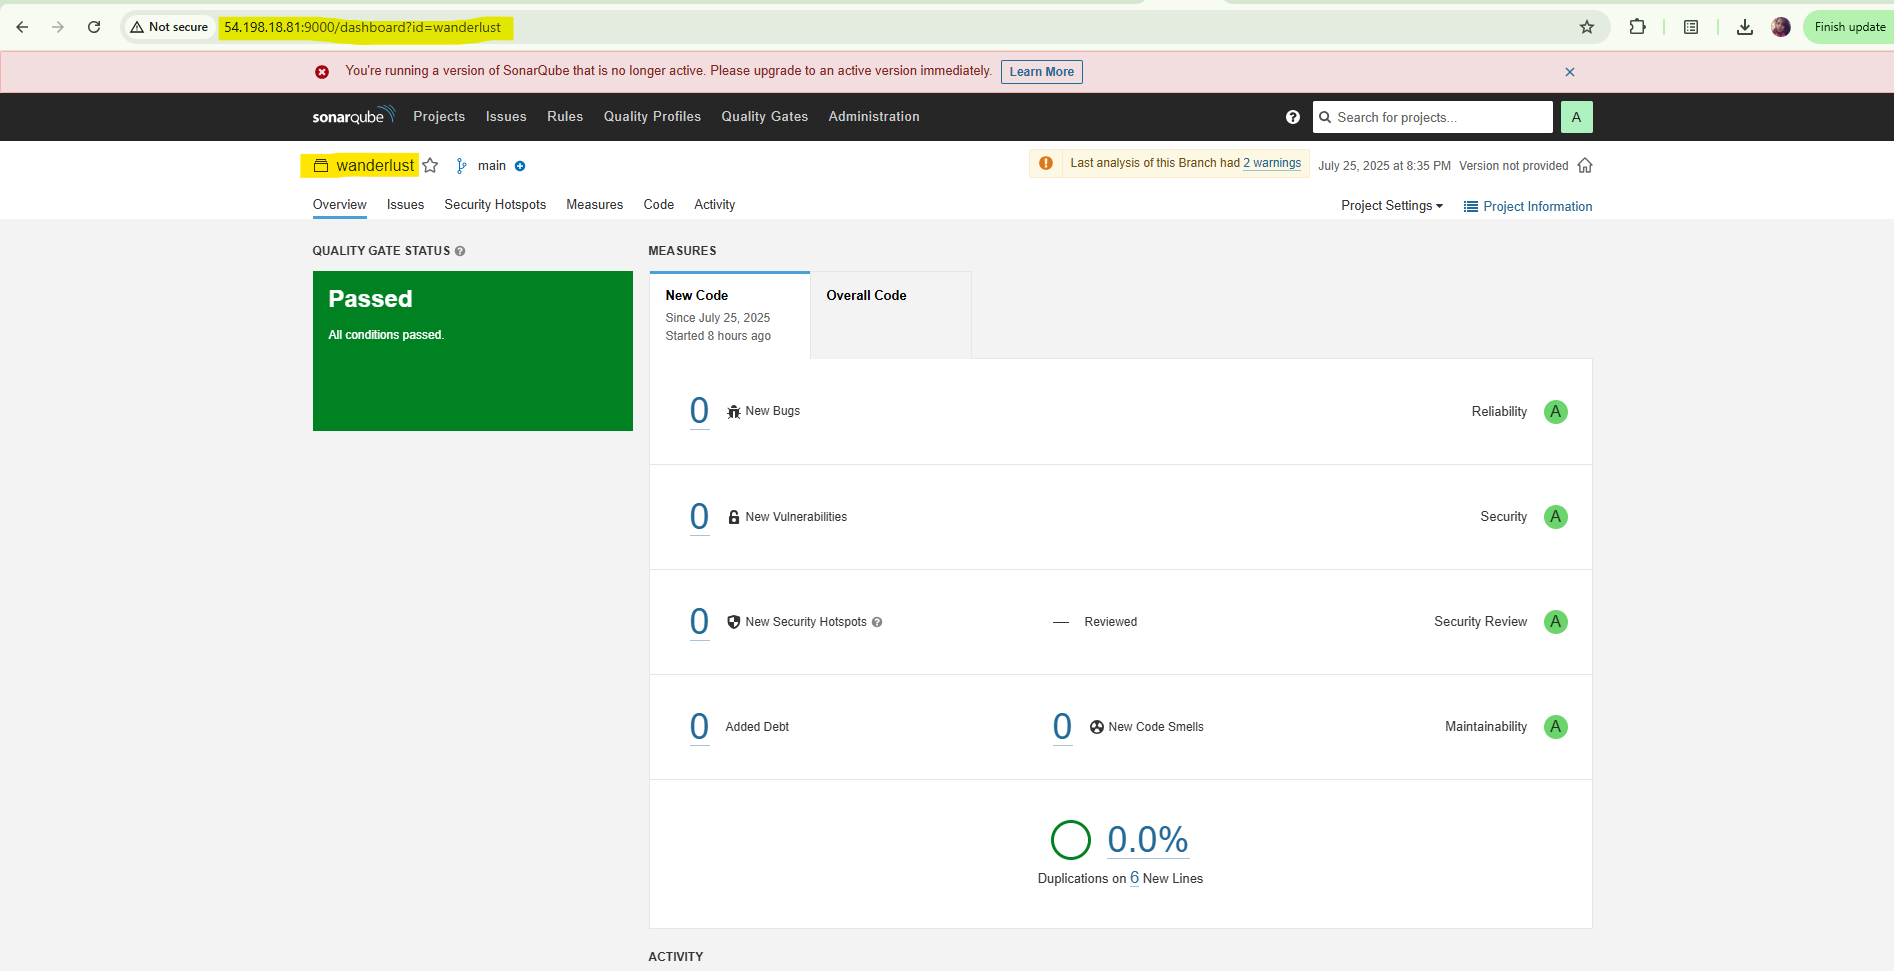 Not secure 54.198.18.81:9000/dashboard?id=wanderlust Finish update
You're running a version of SonarQube that is no longer active. Please upgrade to an active version immediately. Learn More
sonarqube Projects Issues Rules Quality Profiles Quality Gates Administration Search for projects... A
wanderlust main Last analysis of this Branch had 2 warnings July 25, 2025 at 8:35 PM Version not provided
Overview Issues Security Hotspots Measures Code Activity Project Settings Project Information
QUALITY GATE STATUS MEASURES
Passed
All conditions passed.
New Code Overall Code
Since July 25, 2025
Started 8 hours ago
0 New Bugs Reliability A
0 New Vulnerabilities Security A
0 New Security Hotspots — Reviewed Security Review A
0 Added Debt 0 New Code Smells Maintainability A
0.0%
Duplications on 6 New Lines
ACTIVITY